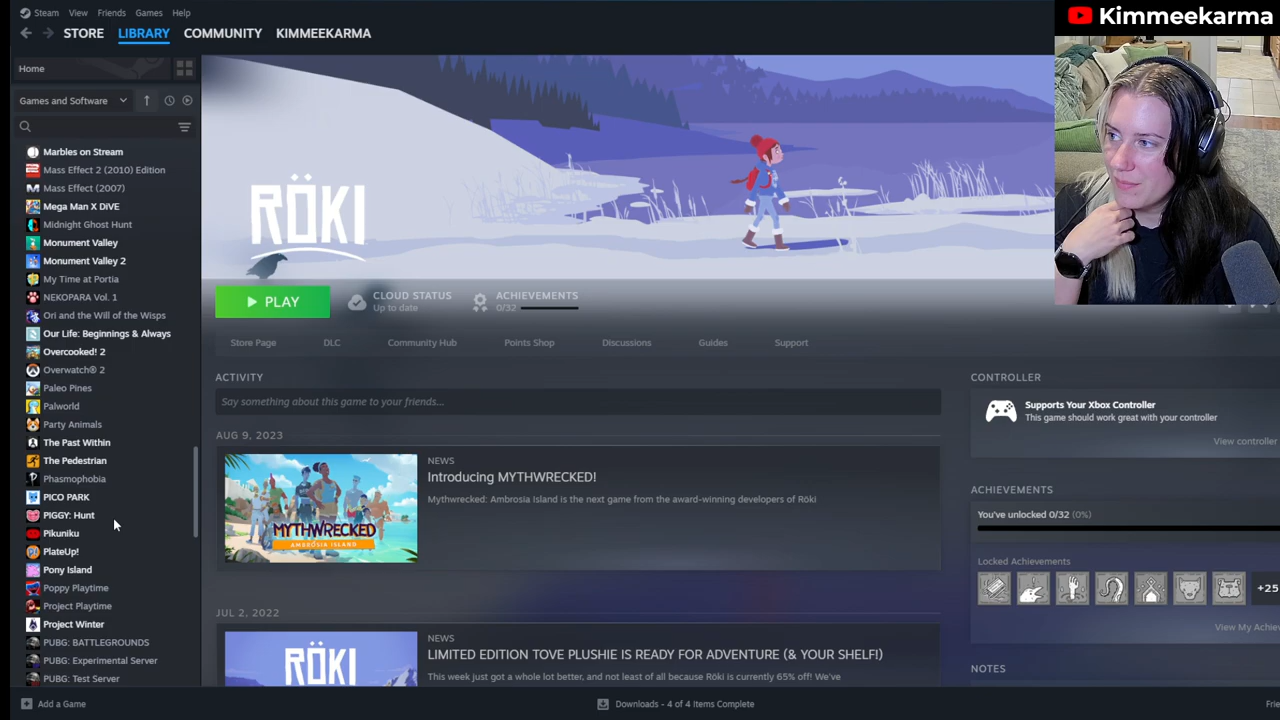 Steam View Friends Games Help
STORE LIBRARY COMMUNITY KIMMEEKARMA
Kimmeekarma
Home
Games and Software
Marbles on Stream
Mass Effect 2 (2010) Edition
Mass Effect (2007)
Mega Man X DiVE
Midnight Ghost Hunt
Monument Valley
Monument Valley 2
My Time at Portia
NEKOPARA Vol. 1
Ori and the Will of the Wisps
Our Life: Beginnings & Always
Overcooked! 2
Overwatch® 2
Paleo Pines
Palworld
Party Animals
The Past Within
The Pedestrian
Phasmophobia
PICO PARK
PIGGY: Hunt
Pikuniku
PlateUp!
Pony Island
Poppy Playtime
Project Playtime
Project Winter
PUBG: BATTLEGROUNDS
PUBG: Experimental Server
PUBG: Test Server
RÖKI
PLAY
CLOUD STATUS
Up to date
ACHIEVEMENTS
0/32
Store Page DLC Community Hub Points Shop Discussions Guides Support
ACTIVITY
Say something about this game to your friends...
AUG 9, 2023
MYTHWRECKED
AMBROSIA ISLAND
NEWS
Introducing MYTHWRECKED!
Mythwrecked: Ambrosia Island is the next game from the award-winning developers of Röki
JUL 2, 2022
RÖKI
NEWS
LIMITED EDITION TOVE PLUSHIE IS READY FOR ADVENTURE (& YOUR SHELF!)
This week just got a whole lot better, and not least of all because Röki is currently 65% off! We've
CONTROLLER
Supports Your Xbox Controller
This game should work great with your controller
View controller
ACHIEVEMENTS
You've unlocked 0/32 (0%)
Locked Achievements
+25
View My Achie
NOTES
Add a Game
Downloads - 4 of 4 Items Complete
Frie